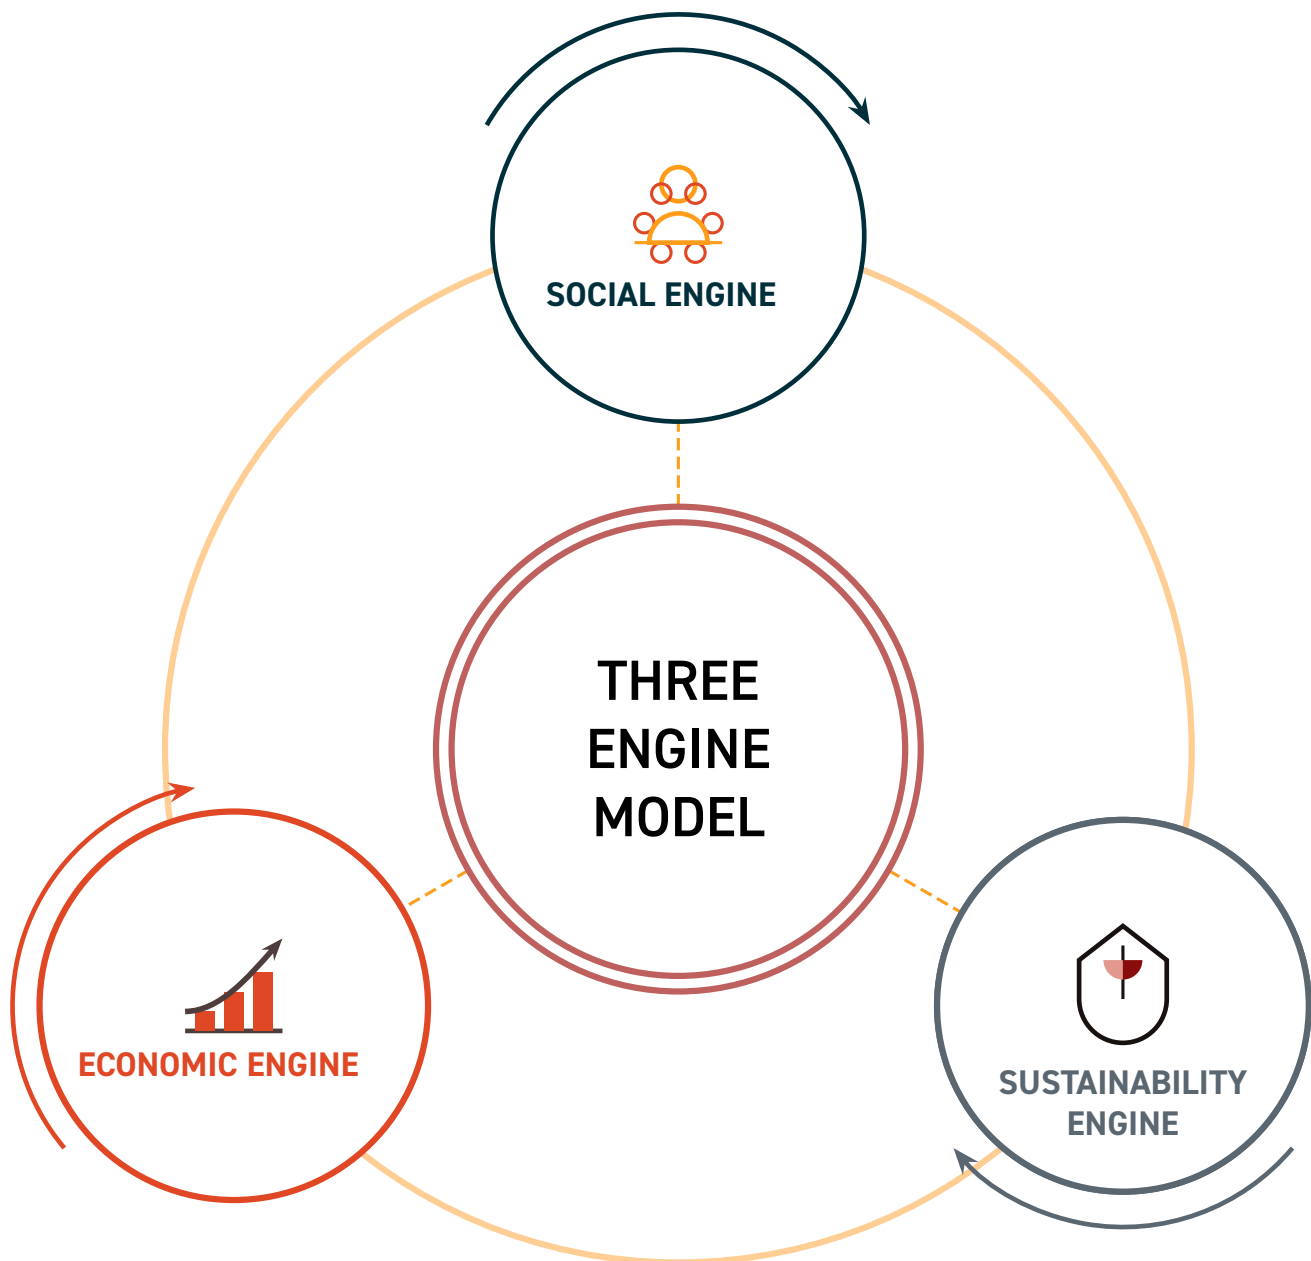 SOCIAL ENGINE
THREE
ENGINE
MODEL
ECONOMIC ENGINE
SUSTAINABILITY
ENGINE